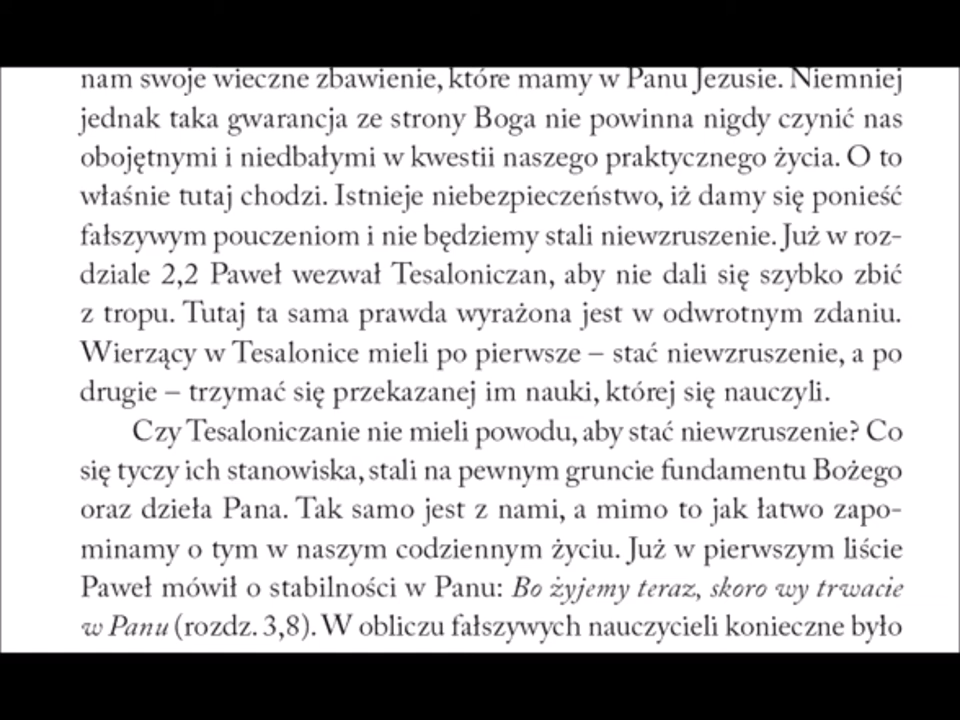 nam swoje wieczne zbawienie, które mamy w Panu Jezusie. Niemniej
jednak taka gwarancja ze strony Boga nie powinna nigdy czynić nas
obojętnymi i niedbałymi w kwestii naszego praktycznego życia. O to
właśnie tutaj chodzi. Istnieje niebezpieczeństwo, iż damy się ponieść
fałszywym pouczeniom i nie będziemy stali niewzruszenie. Już w roz-
dziale 2,2 Paweł wezwał Tesaloniczan, aby nie dali się szybko zbić
z tropu. Tutaj ta sama prawda wyrażona jest w odwrotnym zdaniu.
Wierzący w Tesalonice mieli po pierwsze – stać niewzruszenie, a po
drugie – trzymać się przekazanej im nauki, której się nauczyli.
Czy Tesaloniczanie nie mieli powodu, aby stać niewzruszenie? Co
się tyczy ich stanowiska, stali na pewnym gruncie fundamentu Bożego
oraz dzieła Pana. Tak samo jest z nami, a mimo to jak łatwo zapo-
minamy o tym w naszym codziennym życiu. Już w pierwszym liście
Paweł mówił o stabilności w Panu: Bo żyjemy teraz, skoro wy trwacie
w Panu (rozdz. 3,8). W obliczu fałszywych nauczycieli konieczne było